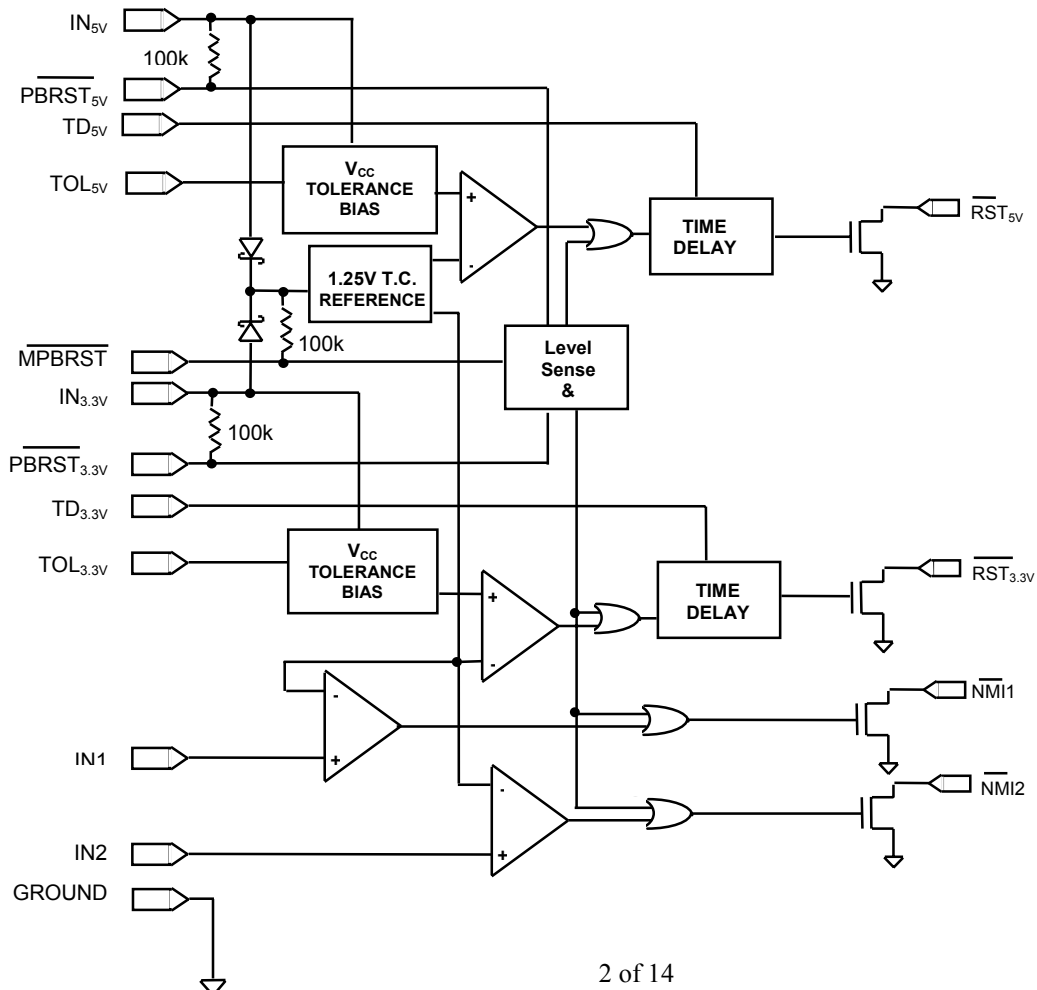 IN5V
100k
PBRST5V
TD5V
TOL5V
VCC
TOLERANCE
BIAS
+
-
TIME
DELAY
RST5V
1.25V T.C.
REFERENCE
100k
MPBRST
Level
Sense
&
IN3.3V
100k
PBRST3.3V
TD3.3V
TOL3.3V
VCC
TOLERANCE
BIAS
+
-
TIME
DELAY
RST3.3V
-
+
NMI1
IN1
-
+
NMI2
IN2
GROUND
2 of 14